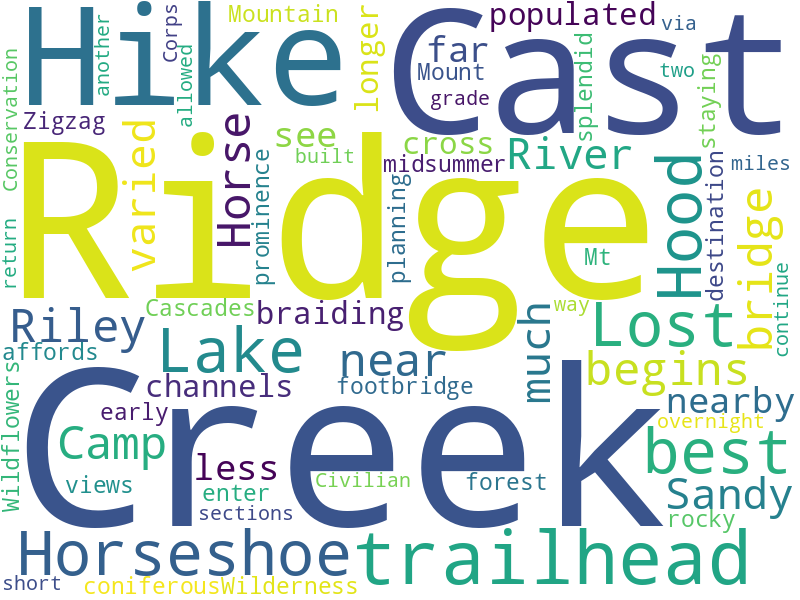 Hike
Cast
Mountain
Corps
another
allowed
longer
populated
via
far
Mount
two
grade
splendid
staying
Conservation
Zigzag
varied
Horse
see
built
cross
midsummer
River
Hood
destination
miles
Ridge
prominence
planning
Mt
bridge
return
continue
Cascades
braiding
way
Riley
affords
Lake
near
much
Lost
begins
channels
footbridge
nearby
overnight
Wildflowers
early
Camp
less
views
enter
sections
Civilian
forest
best
Sandy
rocky
Creek
Horseshoe
trailhead
short
coniferousWilderness